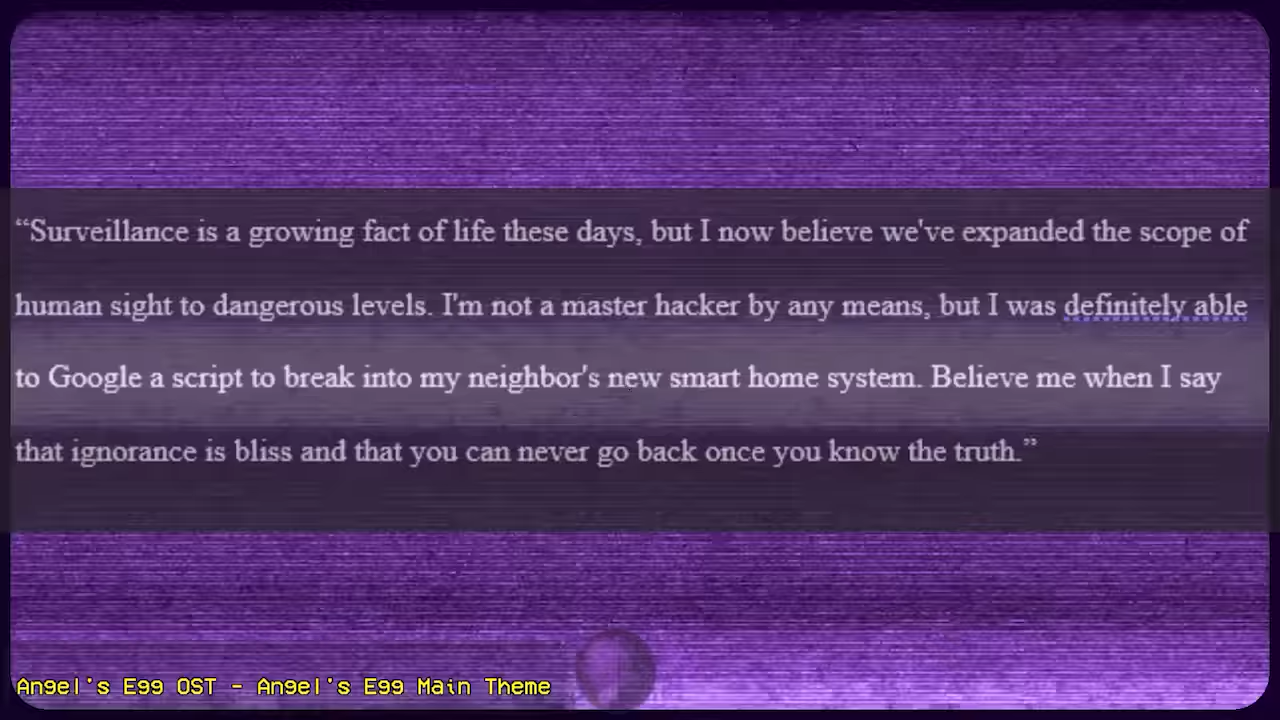 “Surveillance is a growing fact of life these days, but I now believe we've expanded the scope of
human sight to dangerous levels. I'm not a master hacker by any means, but I was definitely able
to Google a script to break into my neighbor's new smart home system. Believe me when I say
that ignorance is bliss and that you can never go back once you know the truth.”
Angel's Egg OST - Angel's Egg Main Theme